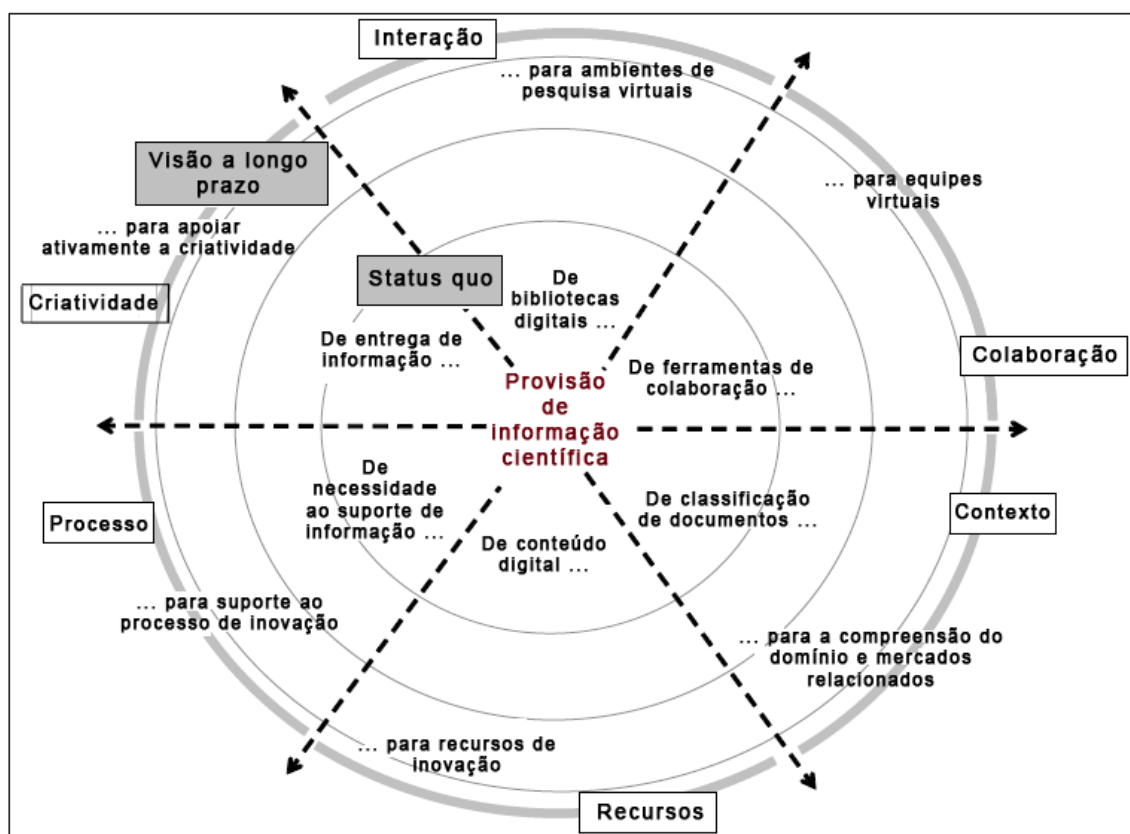 Interação
... para ambientes de
pesquisa virtuais
Visão a longo
prazo
... para equipes
virtuais
... para apoiar
ativamente a criatividade
Criatividade
Status quo
De
bibliotecas
digitais ...
De entrega de
informação ...
De ferramentas de
colaboração ...
Colaboração
Provisão
de
informação
científica
De
necessidade
ao suporte de
informação ...
De classificação
de documentos ...
Processo
Contexto
De conteúdo
digital ...
... para suporte ao
processo de inovação
... para a compreensão do
domínio e mercados
relacionados
... para recursos de
inovação
Recursos